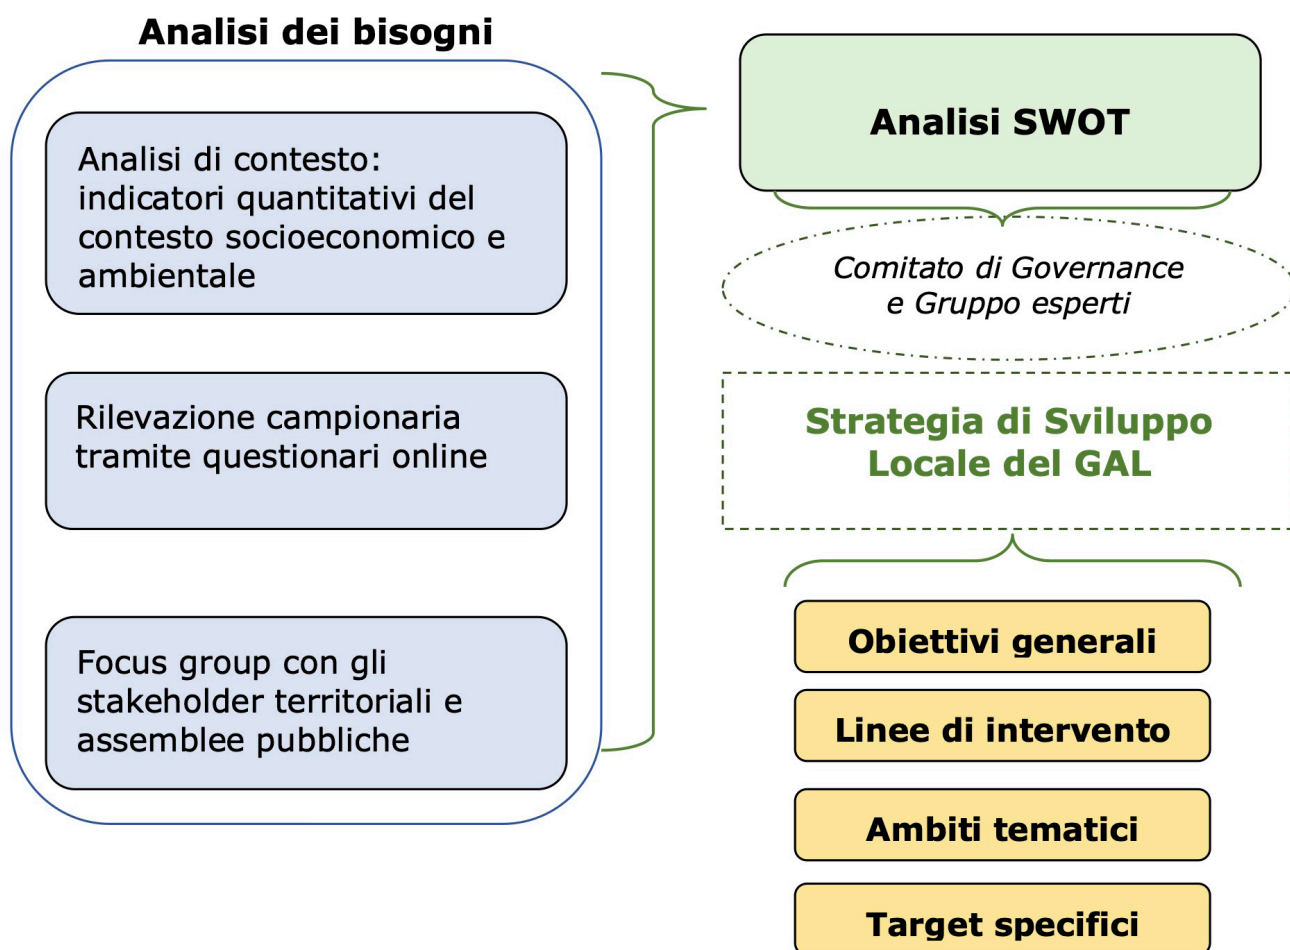 Analisi dei bisogni
Analisi di contesto:
indicatori quantitativi del
contesto socioeconomico e
ambientale
Rilevazione campionaria
tramite questionari online
Focus group con gli
stakeholder territoriali e
assemblee pubbliche
Analisi SWOT
Comitato di Governance
e Gruppo esperti
Strategia di Sviluppo
Locale del GAL
Obiettivi generali
Linee di intervento
Ambiti tematici
Target specifici